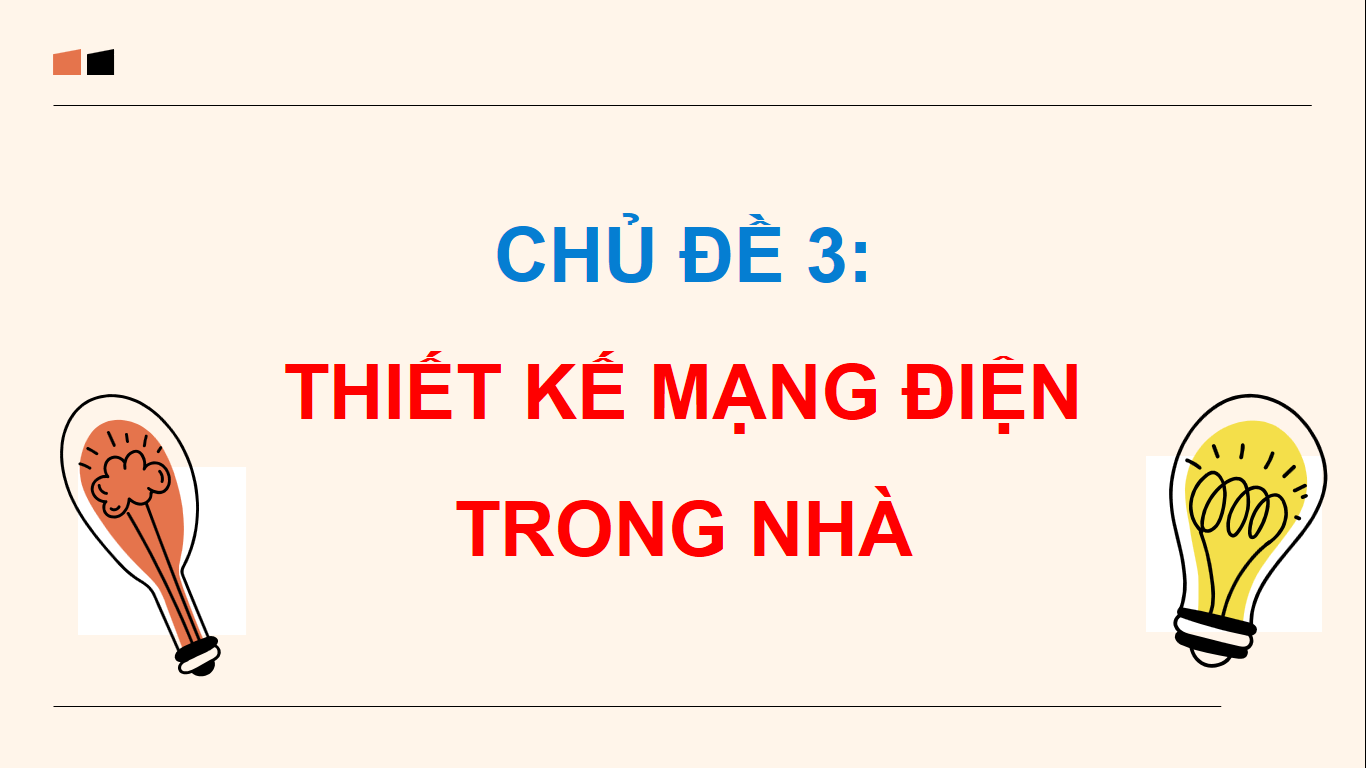 CHỦ ĐỀ 3:
THIẾT KẾ MẠNG ĐIỆN
TRONG NHÀ